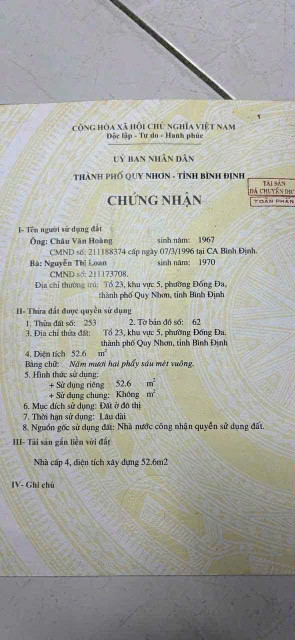 CỘNG HÒA XÃ HỘI CHỦ NGHĨA VIỆT NAM
Độc lập - Tự do - Hạnh phúc
UỶ BAN NHÂN DÂN
THÀNH PHỐ QUY NHƠN - TỈNH BÌNH ĐỊNH
TÀI SẢN
ĐÃ CHUYỂN DỊCH
TOÀN PHẦN
CHỨNG NHẬN
I- Tên người sử dụng đất
Ông: Châu Văn Hoàng sinh năm: 1967
CMND số: 211188374 cấp ngày 07/3/1996 tại CA Bình Định.
Bà: Nguyễn Thị Loan sinh năm: 1970
CMND số: 211173708.
Địa chỉ thường trú: Tổ 23, khu vực 5, phường Đống Đa,
thành phố Quy Nhơn, tỉnh Bình Định
II- Thửa đất được quyền sử dụng
1. Thửa đất số: 253 2. Tờ bản đồ số: 62
3. Địa chỉ thửa đất: Tổ 23, khu vực 5, phường Đống Đa,
thành phố Quy Nhơn, tỉnh Bình Định
4. Diện tích 52.6 m2
Bằng chữ: Năm mươi hai phẩy sáu mét vuông.
5. Hình thức sử dụng:
+ Sử dụng riêng 52.6 m2
+ Sử dụng chung: Không m2
6. Mục đích sử dụng: Đất ở đô thị
7. Thời hạn sử dụng: Lâu dài
8. Nguồn gốc sử dụng đất: Nhà nước công nhận quyền sử dụng đất.
III- Tài sản gắn liền với đất
Nhà cấp 4, diện tích xây dựng 52.6m2
IV- Ghi chú